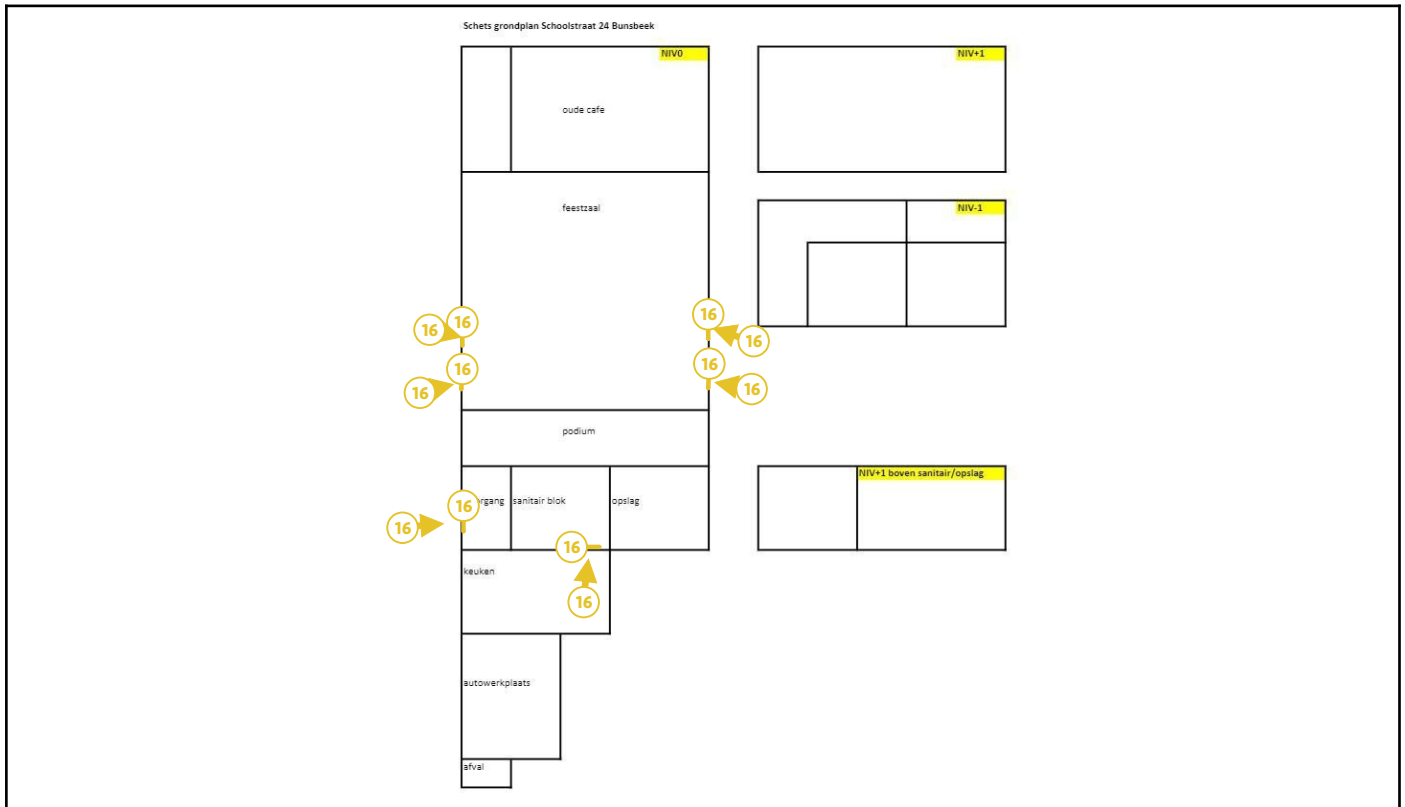 Schets grondplan Schoolstraat 24 Bunsbeek
NIV0
NIV+1
oude cafe
feestzaal
NIV-1
16
16
16
16
16
16
16
16
podium
NIV+1 boven sanitair/opslag
16
rgang
sanitair blok
opslag
16
16
keuken
16
autowerkplaats
afval